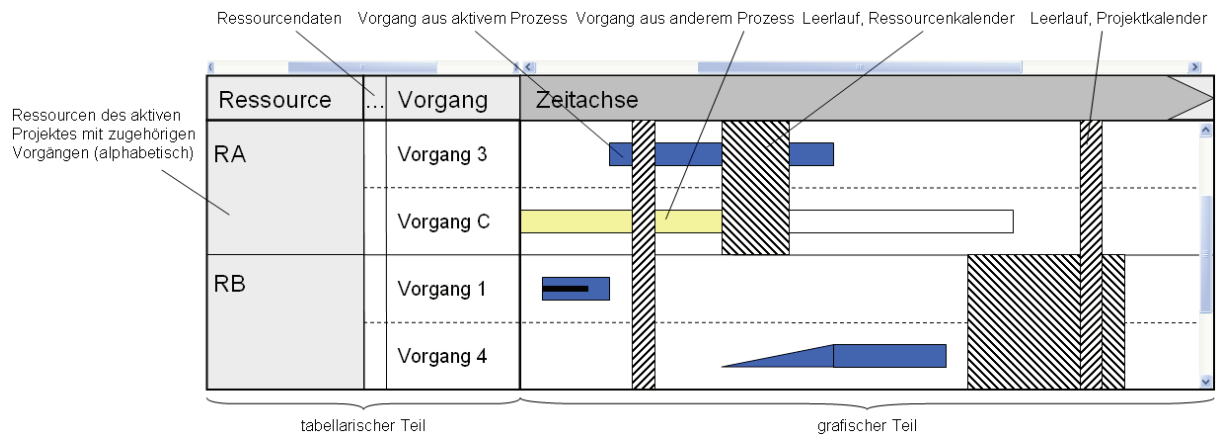 Ressourcendaten
Vorgang aus aktivem Prozess
Vorgang aus anderem Prozess
Leerlauf, Ressourcenkalender
Leerlauf, Projektkalender
Ressource
...
Vorgang
Zeitachse
Ressourcen des aktiven
Projektes mit zugehörigen
Vorgängen (alphabetisch)
RA
Vorgang 3
Vorgang C
RB
Vorgang 1
Vorgang 4
tabellarischer Teil
grafischer Teil